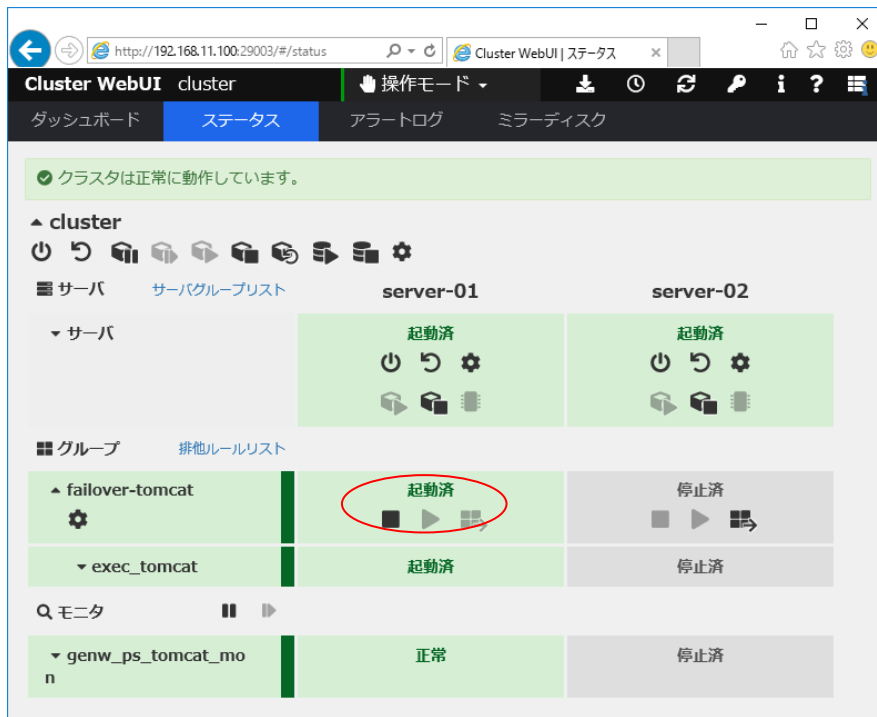 http://192.168.11.100:29003/#/status
Cluster WebUI | ステータス
Cluster WebUI cluster 操作モード
ダッシュボード ステータス アラートログ ミラーディスク
クラスタは正常に動作しています。
cluster
サーバ サーバグループリスト server-01 server-02
サーバ 起動済 起動済
グループ 排他ルールリスト
failover-tomcat 起動済 停止済
exec_tomcat 起動済 停止済
モニタ
genw_ps_tomcat_mo 正常 停止済
n